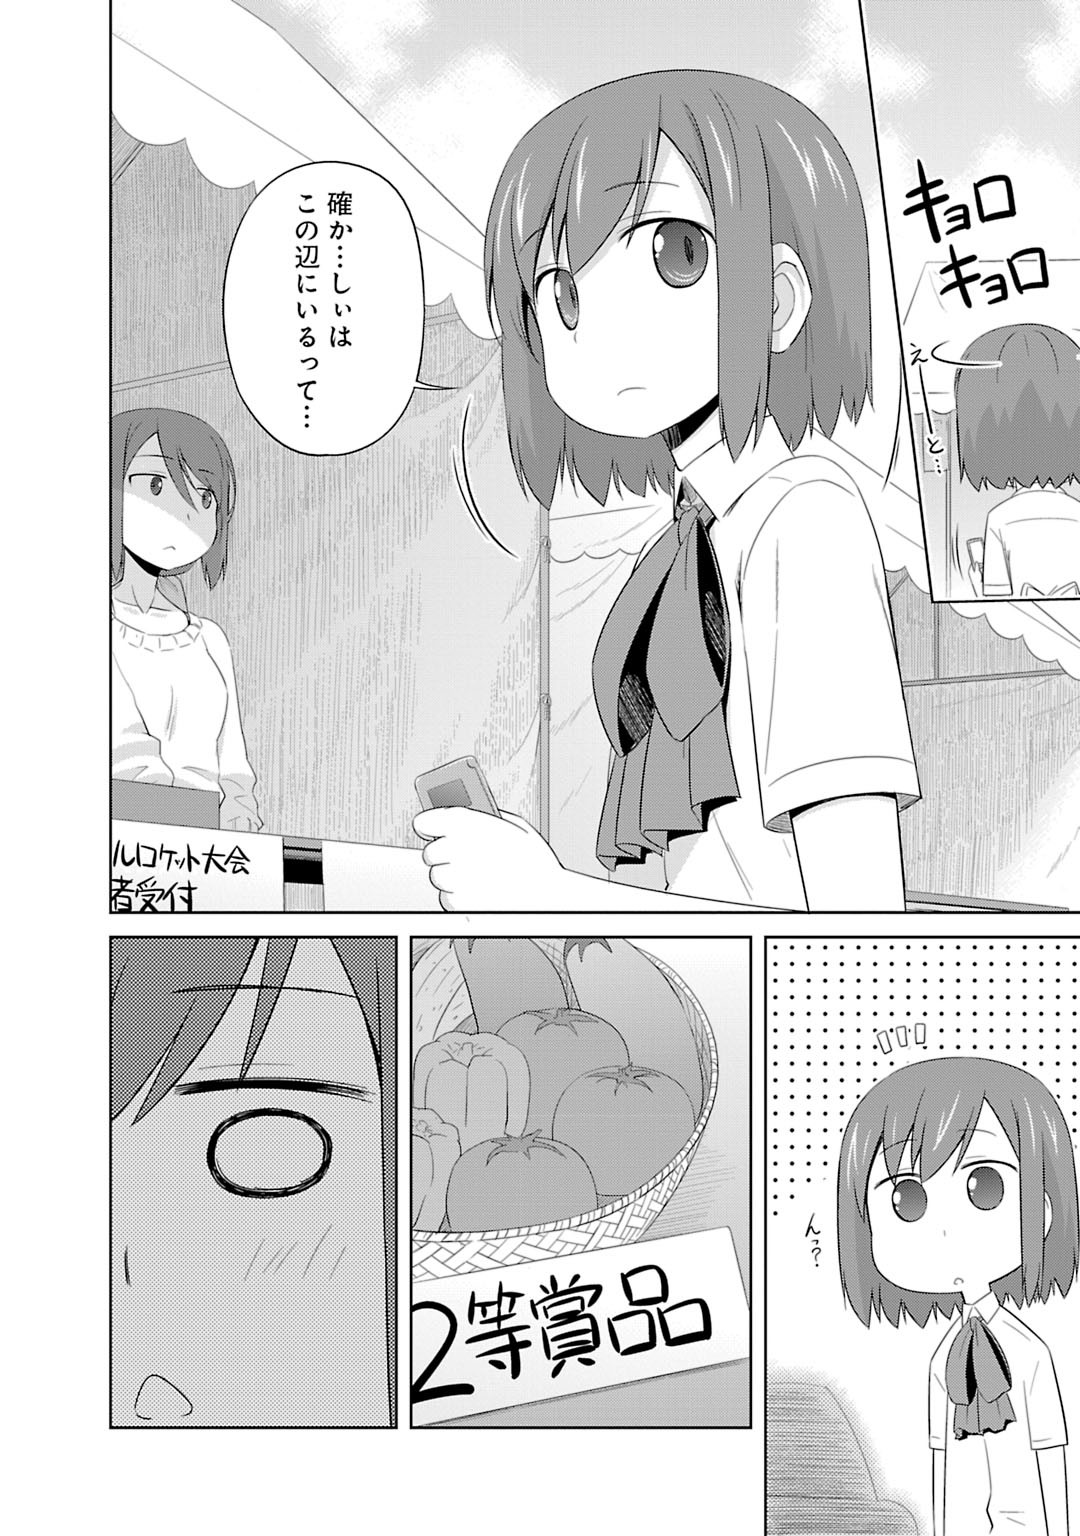 キョロ
キョロ
え
と…
確か…しぃは
この辺にいるって…
ルロケット大会
者受付
んっ?
2等賞品